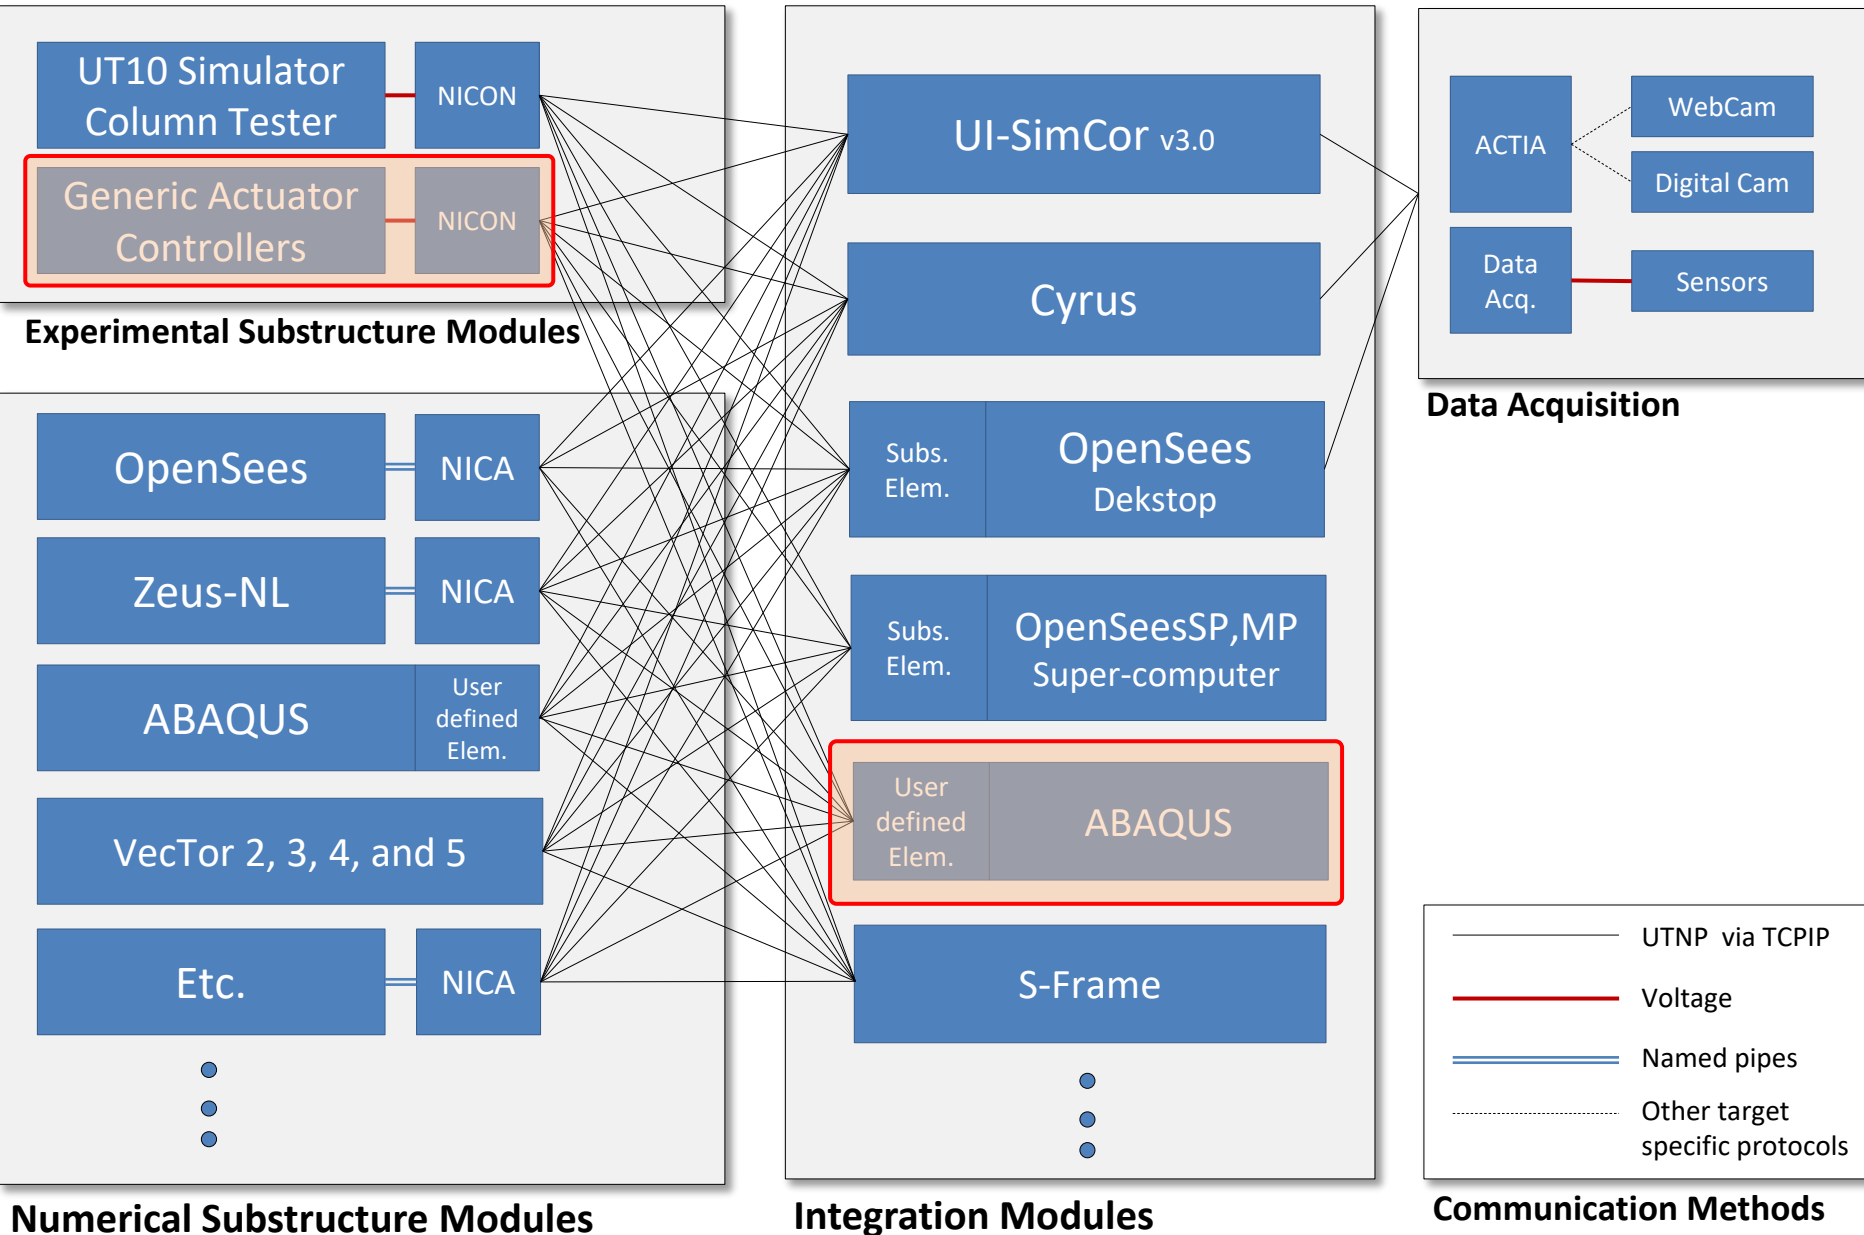 UT10 Simulator
Column Tester
NICON
Generic Actuator
Controllers
NICON
Experimental Substructure Modules
OpenSees
NICA
Zeus-NL
NICA
ABAQUS
User
defined
Elem.
VecTor 2, 3, 4, and 5
Etc.
NICA
Numerical Substructure Modules
UI-SimCor v3.0
Cyrus
Subs.
Elem.
OpenSees
Dekstop
Subs.
Elem.
OpenSeesSP,MP
Super-computer
User
defined
Elem.
ABAQUS
S-Frame
Integration Modules
ACTIA
WebCam
Digital Cam
Data
Acq.
Sensors
Data Acquisition
UTNP via TCPIP
Voltage
Named pipes
Other target
specific protocols
Communication Methods